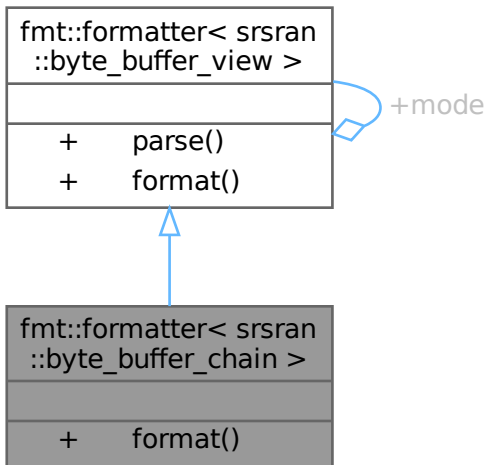 fmt::formatter< srsran
::byte_buffer_view >
+mode
+ parse()
+ format()
fmt::formatter< srsran
::byte_buffer_chain >
+ format()